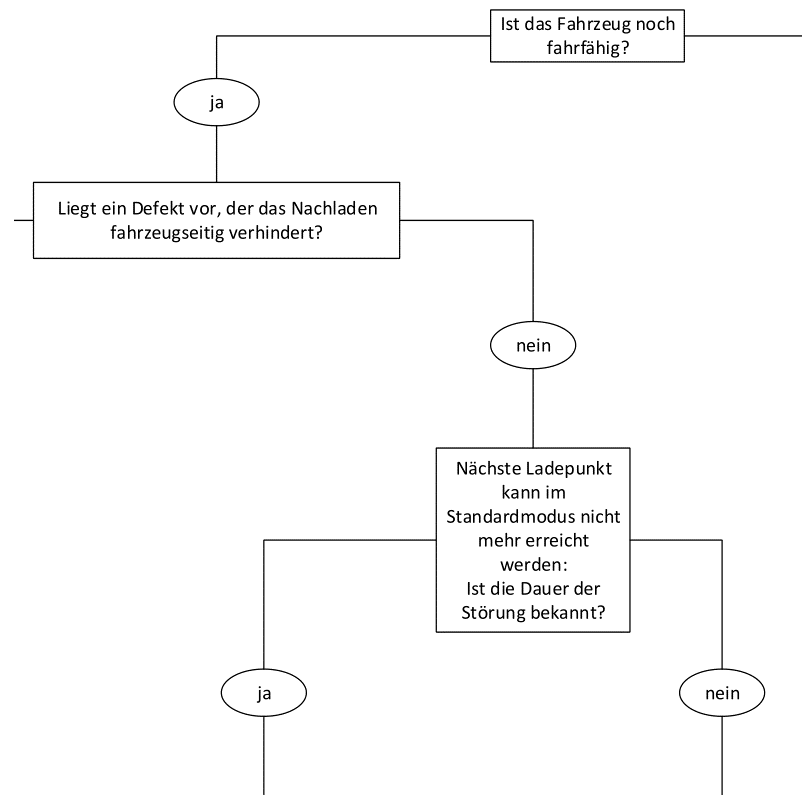 Ist das Fahrzeug noch
fahrfähig?
ja
Liegt ein Defekt vor, der das Nachladen
fahrzeugseitig verhindert?
nein
Nächste Ladepunkt
kann im
Standardmodus nicht
mehr erreicht
werden:
Ist die Dauer der
Störung bekannt?
ja
nein